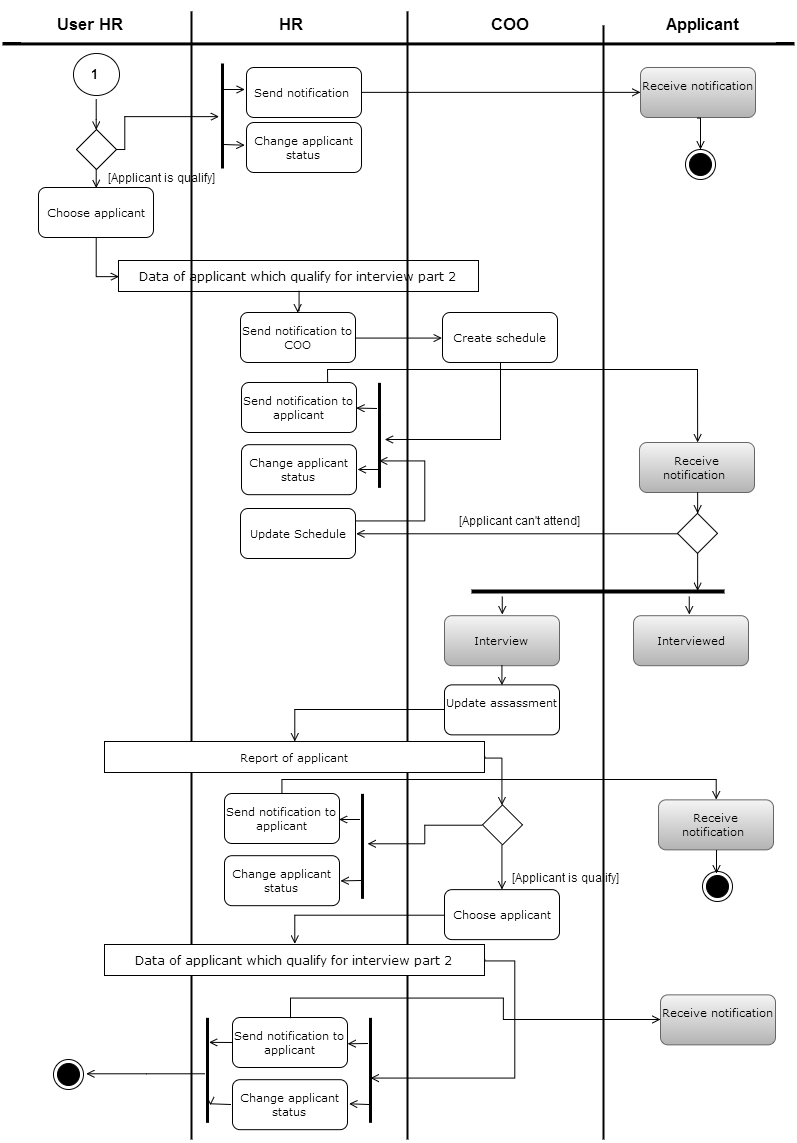 User HR
HR
COO
Applicant
1
Send notification
Receive notification
Change applicant
status
[Applicant is qualify]
Choose applicant
Data of applicant which qualify for interview part 2
Send notification to
COO
Create schedule
Send notification to
applicant
Change applicant
status
Receive
notification
[Applicant can't attend]
Update Schedule
Interview
Interviewed
Update assassment
Report of applicant
Send notification to
applicant
Receive
notification
Change applicant
status
[Applicant is qualify]
Choose applicant
Data of applicant which qualify for interview part 2
Receive notification
Send notification to
applicant
Change applicant
status